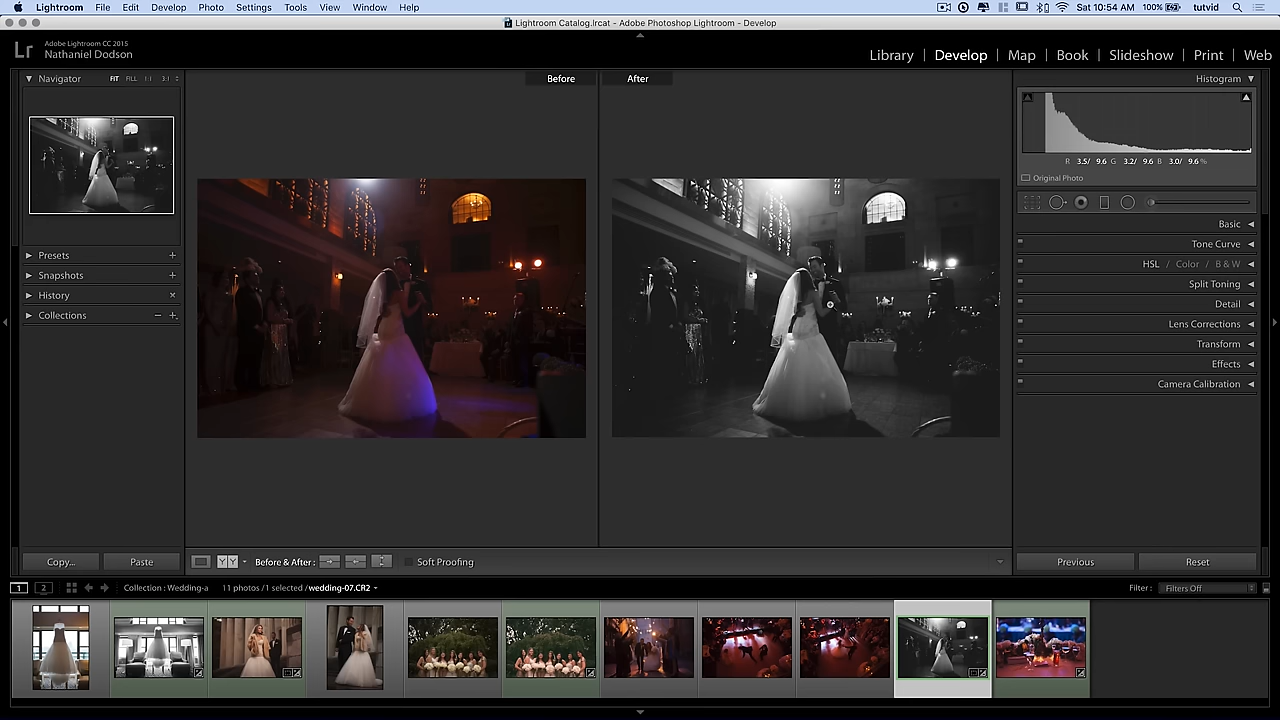 Lightroom File Edit Photo Settings Tools View Window Help
Sat 10:54 AM 100% tutvid
Lightroom Catalog.lrcat - Adobe Photoshop Lightroom - Develop
Lr Adobe Lightroom CC 2015
Nathaniel Dodson
Library | Develop | Map | Book | Slideshow | Print | Web
Navigator FIT FILL 1:1 3:1
Before After
Histogram
R 3.5/ 9.6 G 3.2/ 9.6 B 3.0/ 9.6 %
Original Photo
Presets
Snapshots
History
Collections
Basic
Tone Curve
HSL / Color / B & W
Split Toning
Detail
Lens Corrections
Transform
Effects
Camera Calibration
Copy... Paste
YY Before & After : Soft Proofing
Previous Reset
1 2 Collection : Wedding-a 11 photos / 1 selected / wedding-07.CR2
Filter : Filters Off